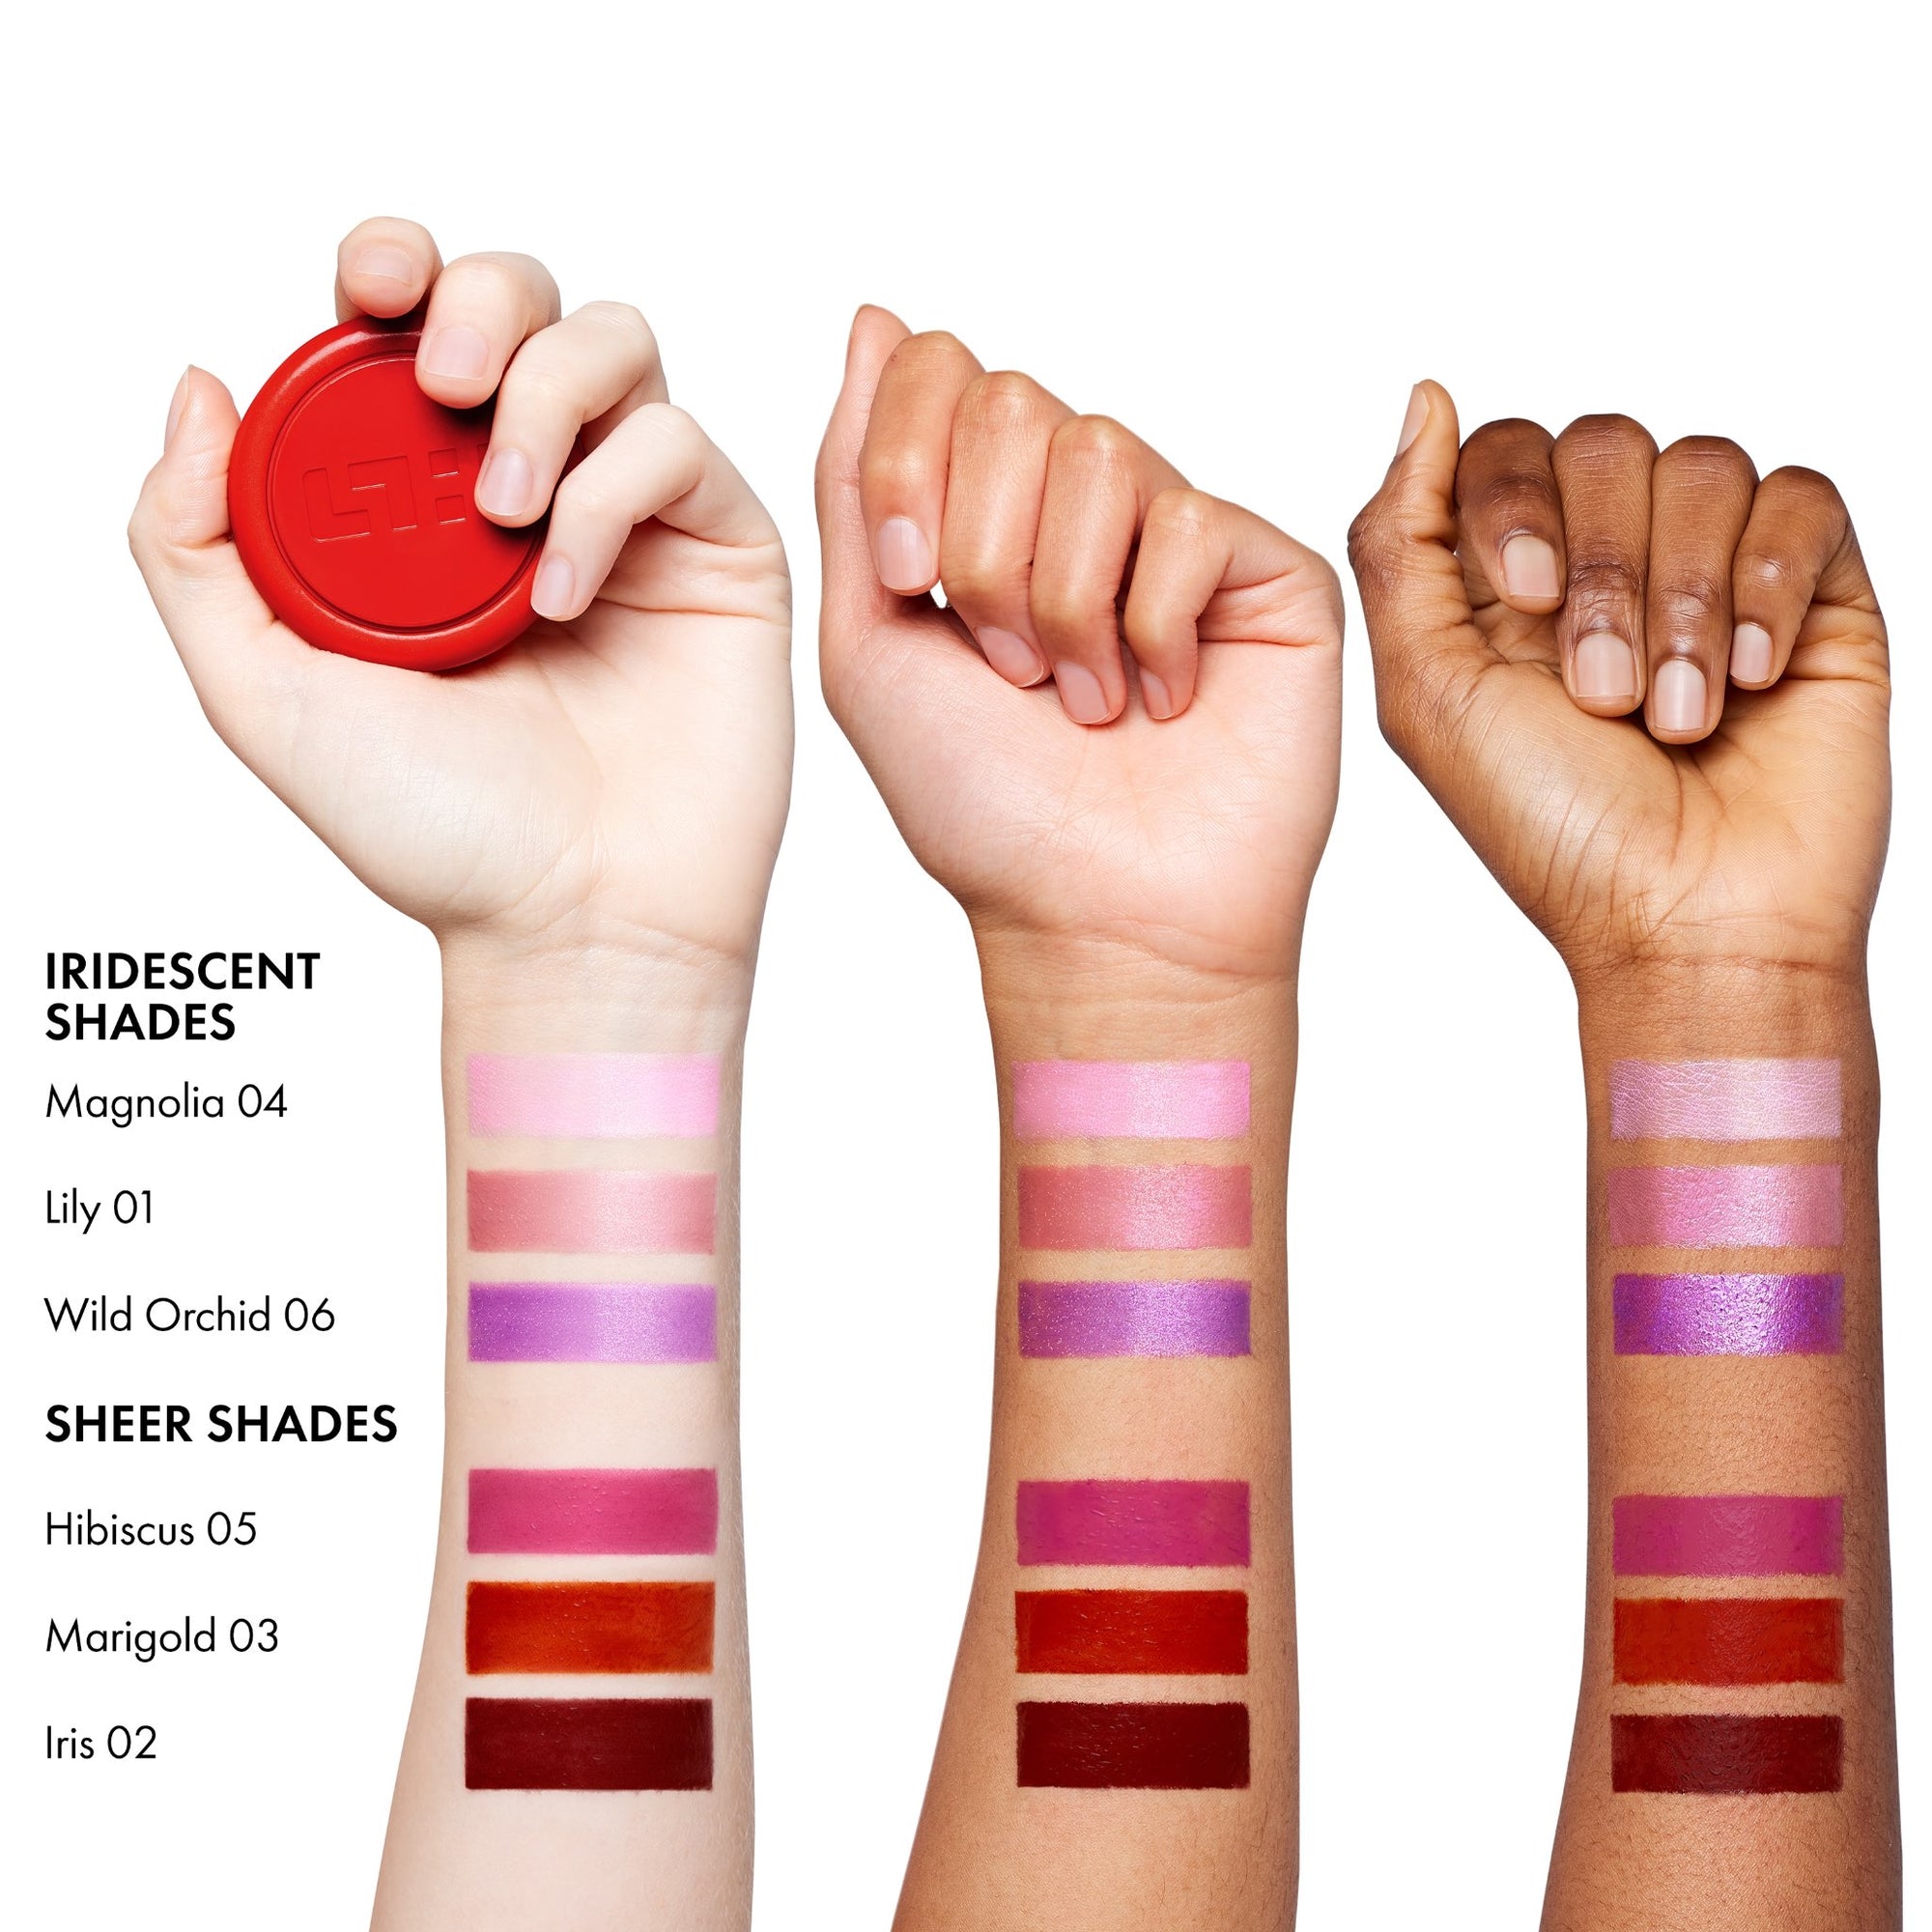 IRIDESCENT
SHADES
Magnolia 04
Lily 01
Wild Orchid 06
SHEER SHADES
Hibiscus 05
Marigold 03
Iris 02